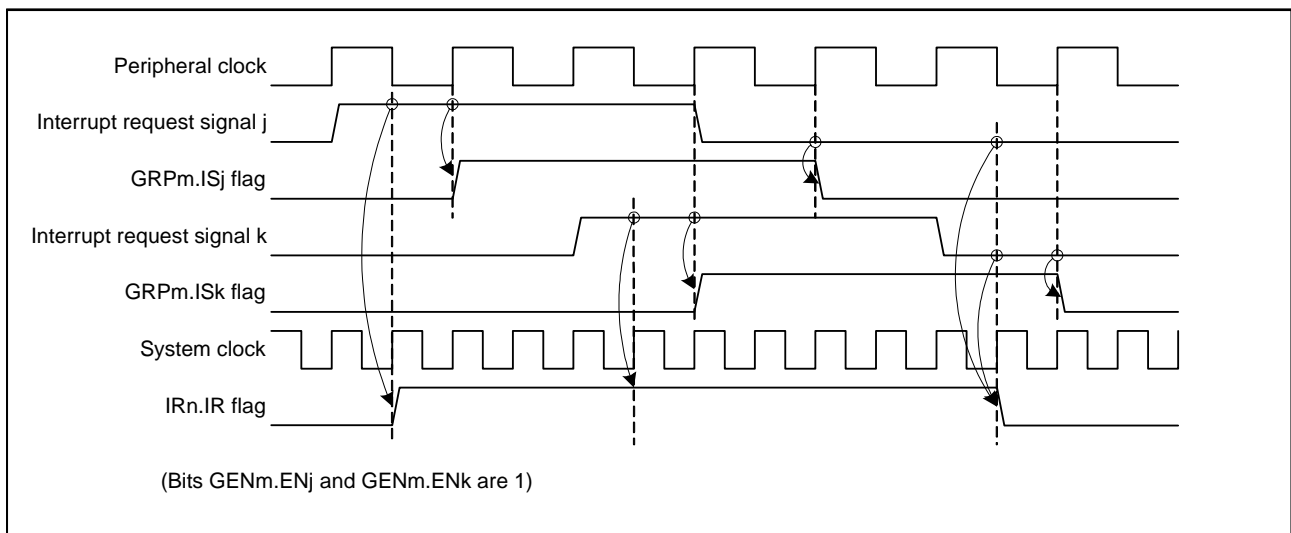 Peripheral clock
Interrupt request signal j
GRPm.ISj flag
Interrupt request signal k
GRPm.ISk flag
System clock
IRn.IR flag
(Bits GENm.ENj and GENm.ENk are 1)